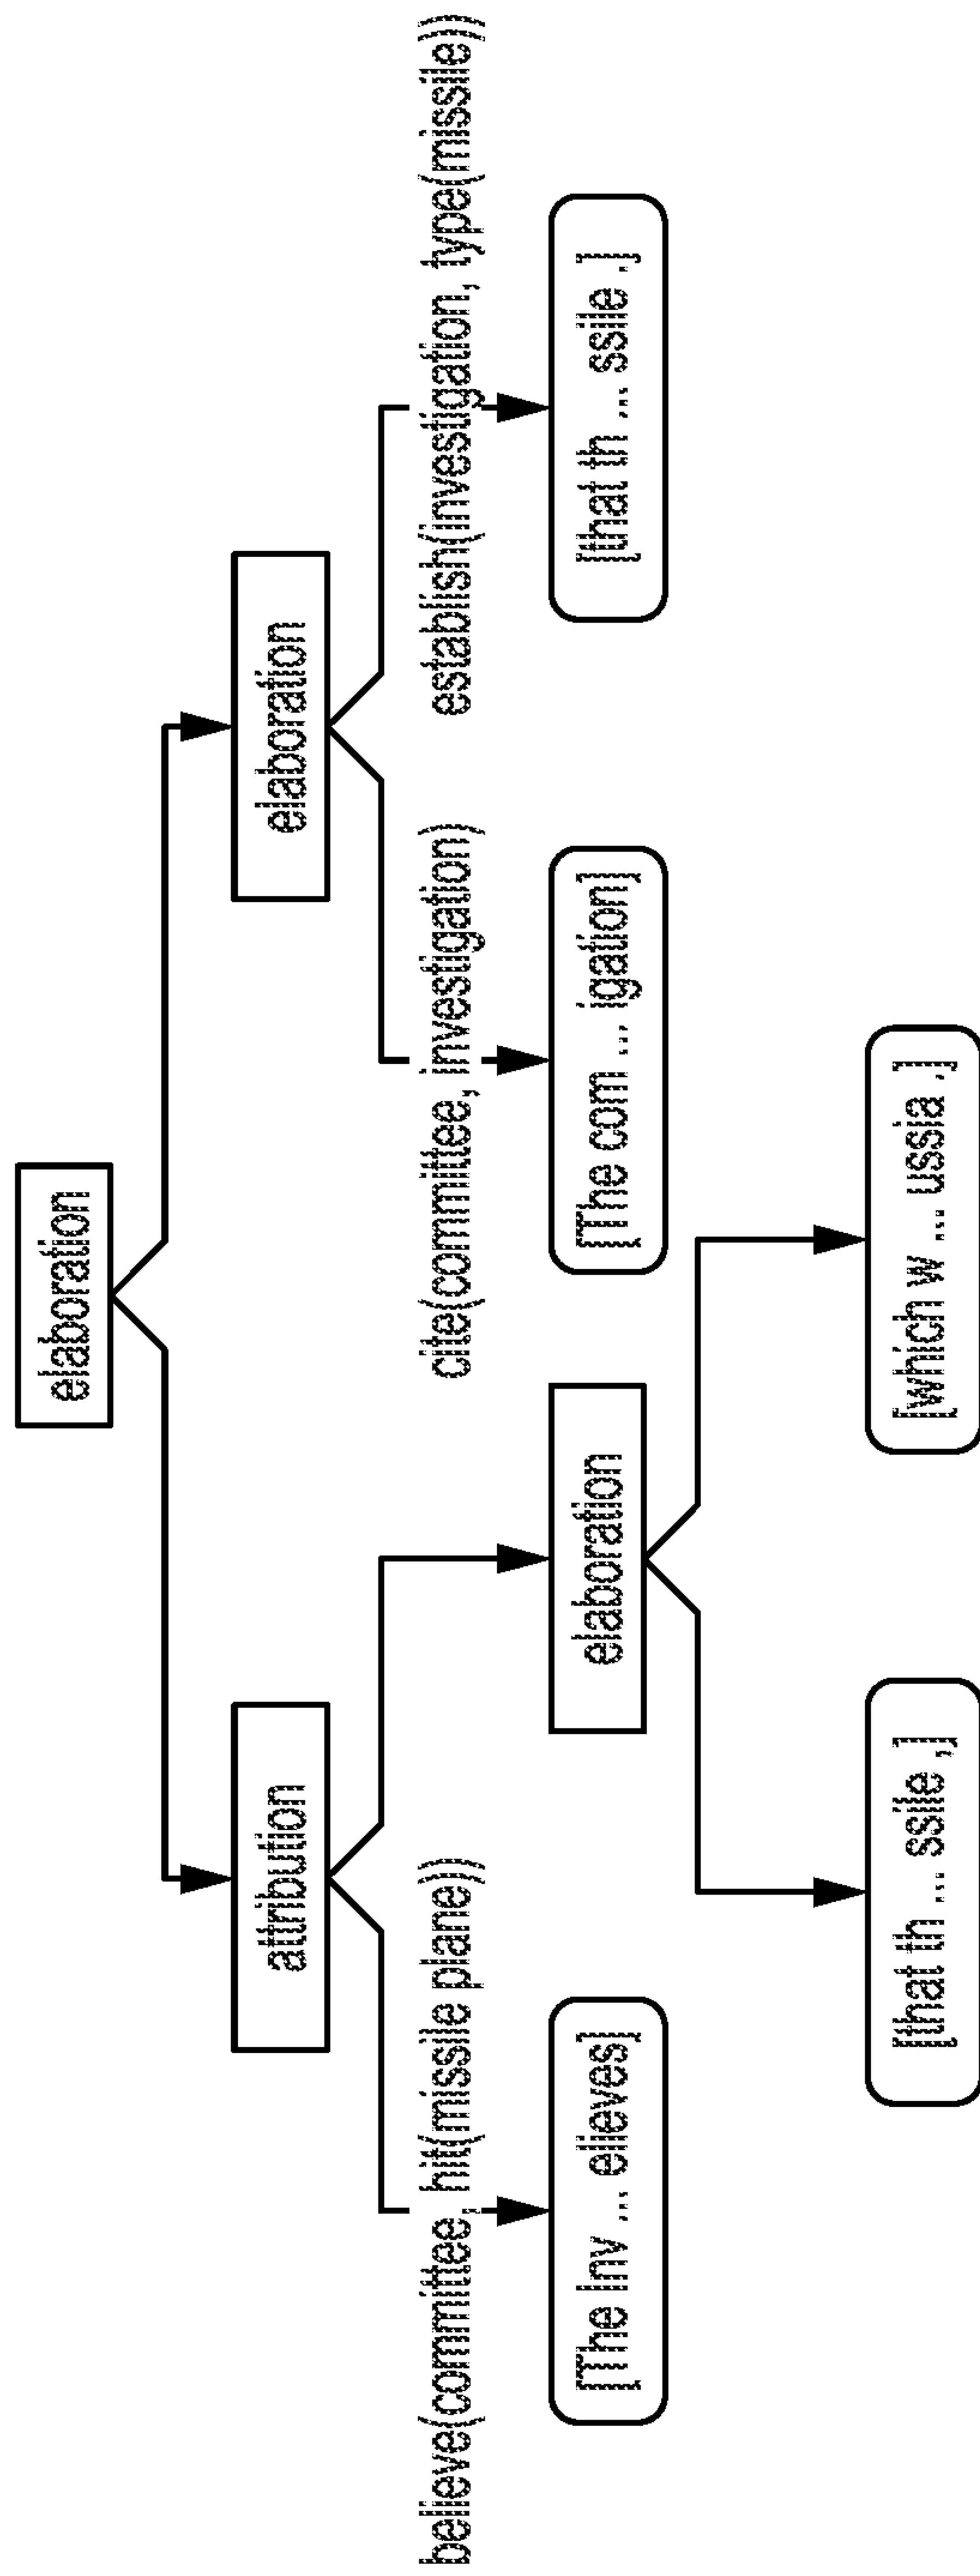 elaboration
attribution
elaboration
believe(committee, hit(missile plane))
cite(committee, investigation)
establish(investigation, type(missile))
[The Inv ... elieves]
elaboration
[The com ... igation]
[that th ... ssile .]
[that th ... ssile ,]
[which w ... ussia ,]